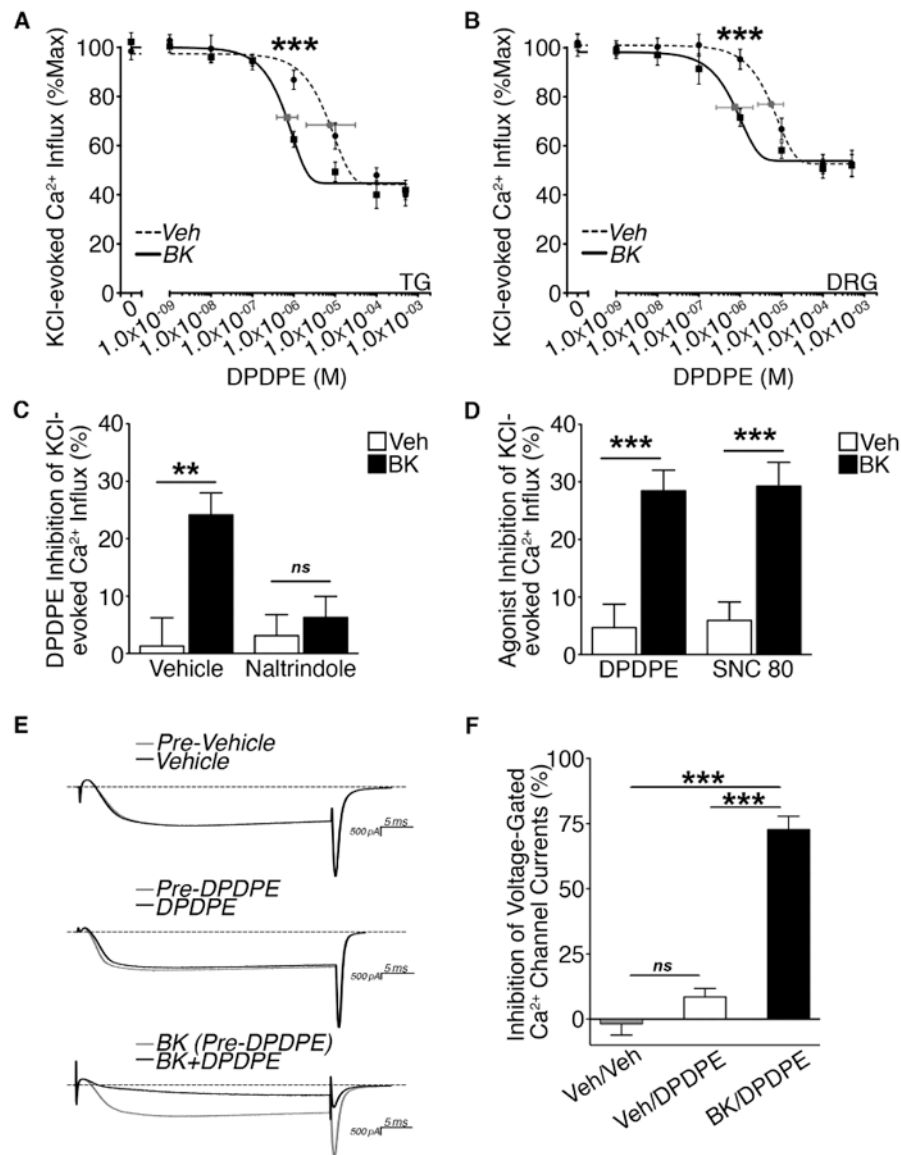 A
KCl-evoked Ca²⁺ Influx (%Max)
100
80
60
40
20
0
***
Veh
BK
TG
0
1.0x10⁻⁰⁹
1.0x10⁻⁰⁸
1.0x10⁻⁰⁷
1.0x10⁻⁰⁶
1.0x10⁻⁰⁵
1.0x10⁻⁰⁴
1.0x10⁻⁰³
DPDPE (M)
B
KCl-evoked Ca²⁺ Influx (%Max)
100
80
60
40
20
0
***
Veh
BK
DRG
0
1.0x10⁻⁰⁹
1.0x10⁻⁰⁸
1.0x10⁻⁰⁷
1.0x10⁻⁰⁶
1.0x10⁻⁰⁵
1.0x10⁻⁰⁴
1.0x10⁻⁰³
DPDPE (M)
C
DPDPE Inhibition of KCl-
evoked Ca²⁺ Influx (%)
40
30
20
10
0
Veh
BK
**
ns
Vehicle
Naltrindole
D
Agonist Inhibition of KCl-
evoked Ca²⁺ Influx (%)
40
30
20
10
0
Veh
BK
***
***
DPDPE
SNC 80
E
Pre-Vehicle
Vehicle
500 pA
5 ms
Pre-DPDPE
DPDPE
500 pA
5 ms
BK (Pre-DPDPE)
BK+DPDPE
500 pA
5 ms
F
Inhibition of Voltage-Gated
Ca²⁺ Channel Currents (%)
100
75
50
25
0
***
***
ns
Veh/Veh
Veh/DPDPE
BK/DPDPE